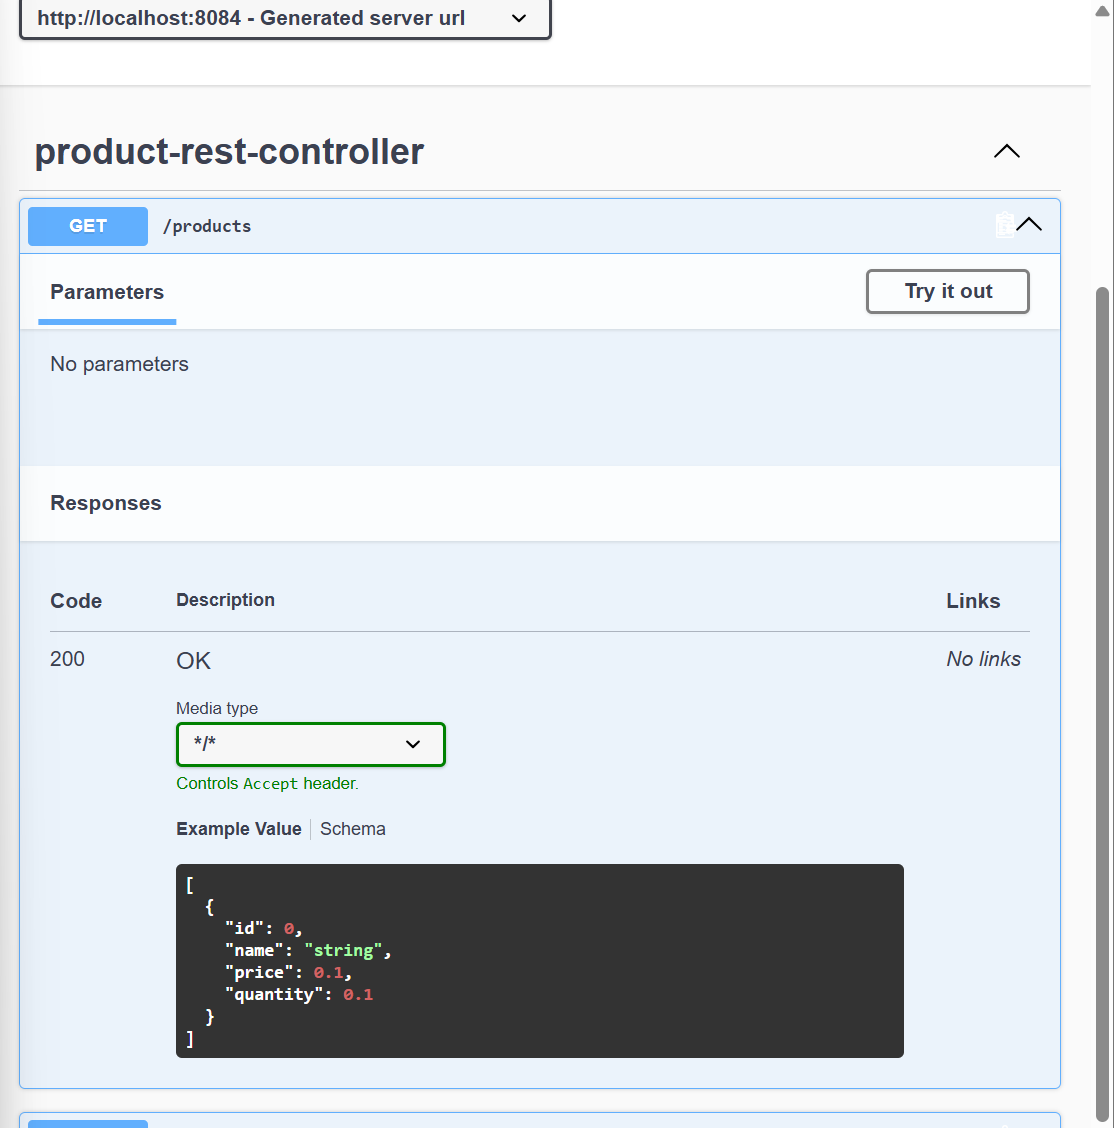 http://localhost:8084 - Generated server url
product-rest-controller
GET /products
Parameters
Try it out
No parameters
Responses
Code Description Links
200 OK No links
Media type
*/*
Controls Accept header.
Example Value Schema
[
  {
    "id": 0,
    "name": "string",
    "price": 0.1,
    "quantity": 0.1
  }
]